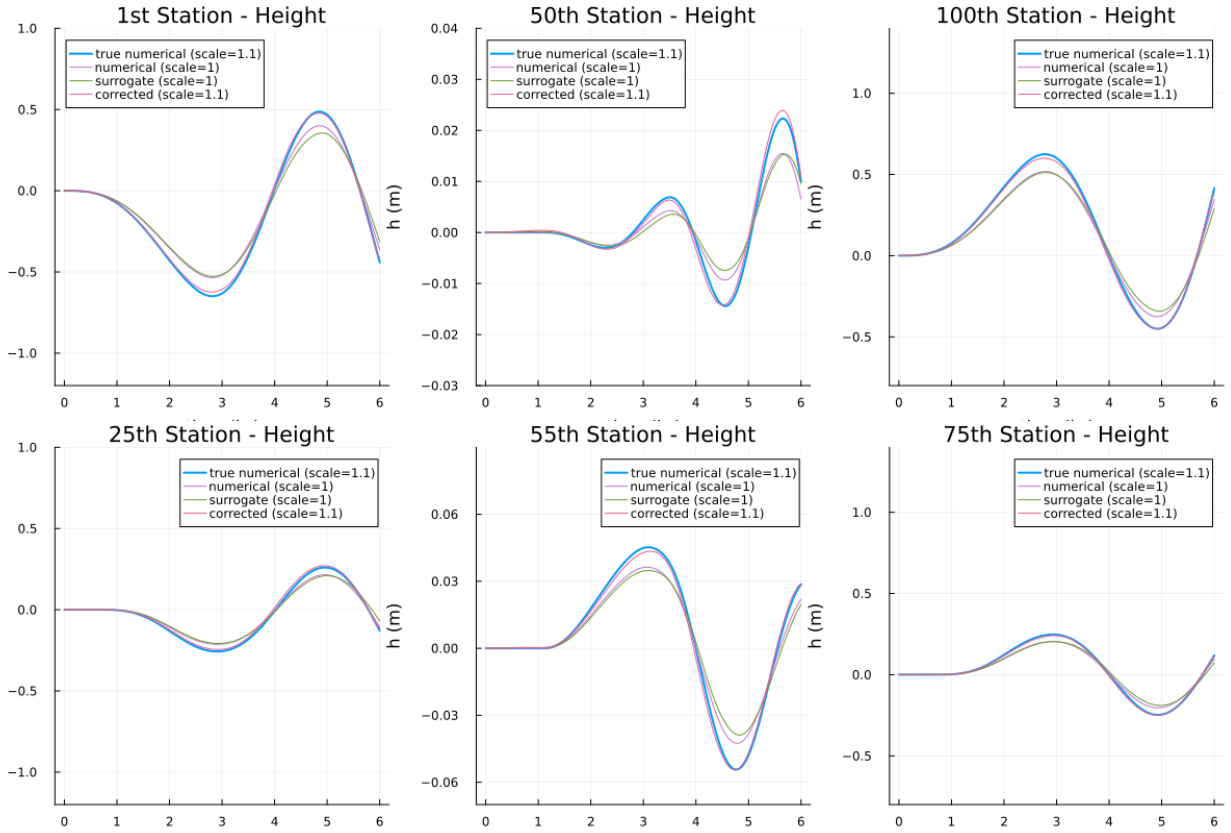 1st Station - Height
1.0
0.5
0.0
−0.5
−1.0
true numerical (scale=1.1)
numerical (scale=1)
surrogate (scale=1)
corrected (scale=1.1)
0 1 2 3 4 5 6
50th Station - Height
h (m)
0.04
0.03
0.02
0.01
0.00
−0.01
−0.02
−0.03
true numerical (scale=1.1)
numerical (scale=1)
surrogate (scale=1)
corrected (scale=1.1)
0 1 2 3 4 5 6
100th Station - Height
h (m)
1.0
0.5
0.0
−0.5
true numerical (scale=1.1)
numerical (scale=1)
surrogate (scale=1)
corrected (scale=1.1)
0 1 2 3 4 5 6
25th Station - Height
1.0
0.5
0.0
−0.5
−1.0
true numerical (scale=1.1)
numerical (scale=1)
surrogate (scale=1)
corrected (scale=1.1)
0 1 2 3 4 5 6
55th Station - Height
h (m)
0.06
0.03
0.00
−0.03
−0.06
true numerical (scale=1.1)
numerical (scale=1)
surrogate (scale=1)
corrected (scale=1.1)
0 1 2 3 4 5 6
75th Station - Height
h (m)
1.0
0.5
0.0
−0.5
true numerical (scale=1.1)
numerical (scale=1)
surrogate (scale=1)
corrected (scale=1.1)
0 1 2 3 4 5 6